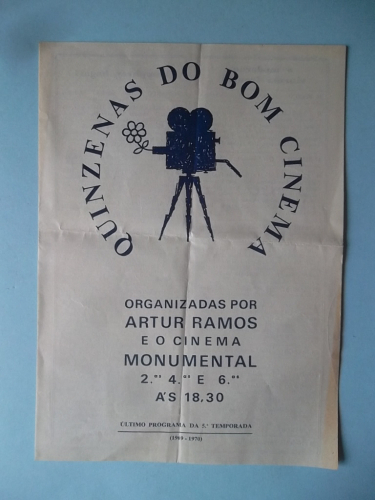 QUINZENAS DO BOM CINEMA
ORGANIZADAS POR
ARTUR RAMOS
E O CINEMA
MONUMENTAL
2.ªˢ 4.ªˢ E 6.ªˢ
A'S 18,30
ÚLTIMO PROGRAMA DA 5.ª TEMPORADA
(1969-1970)